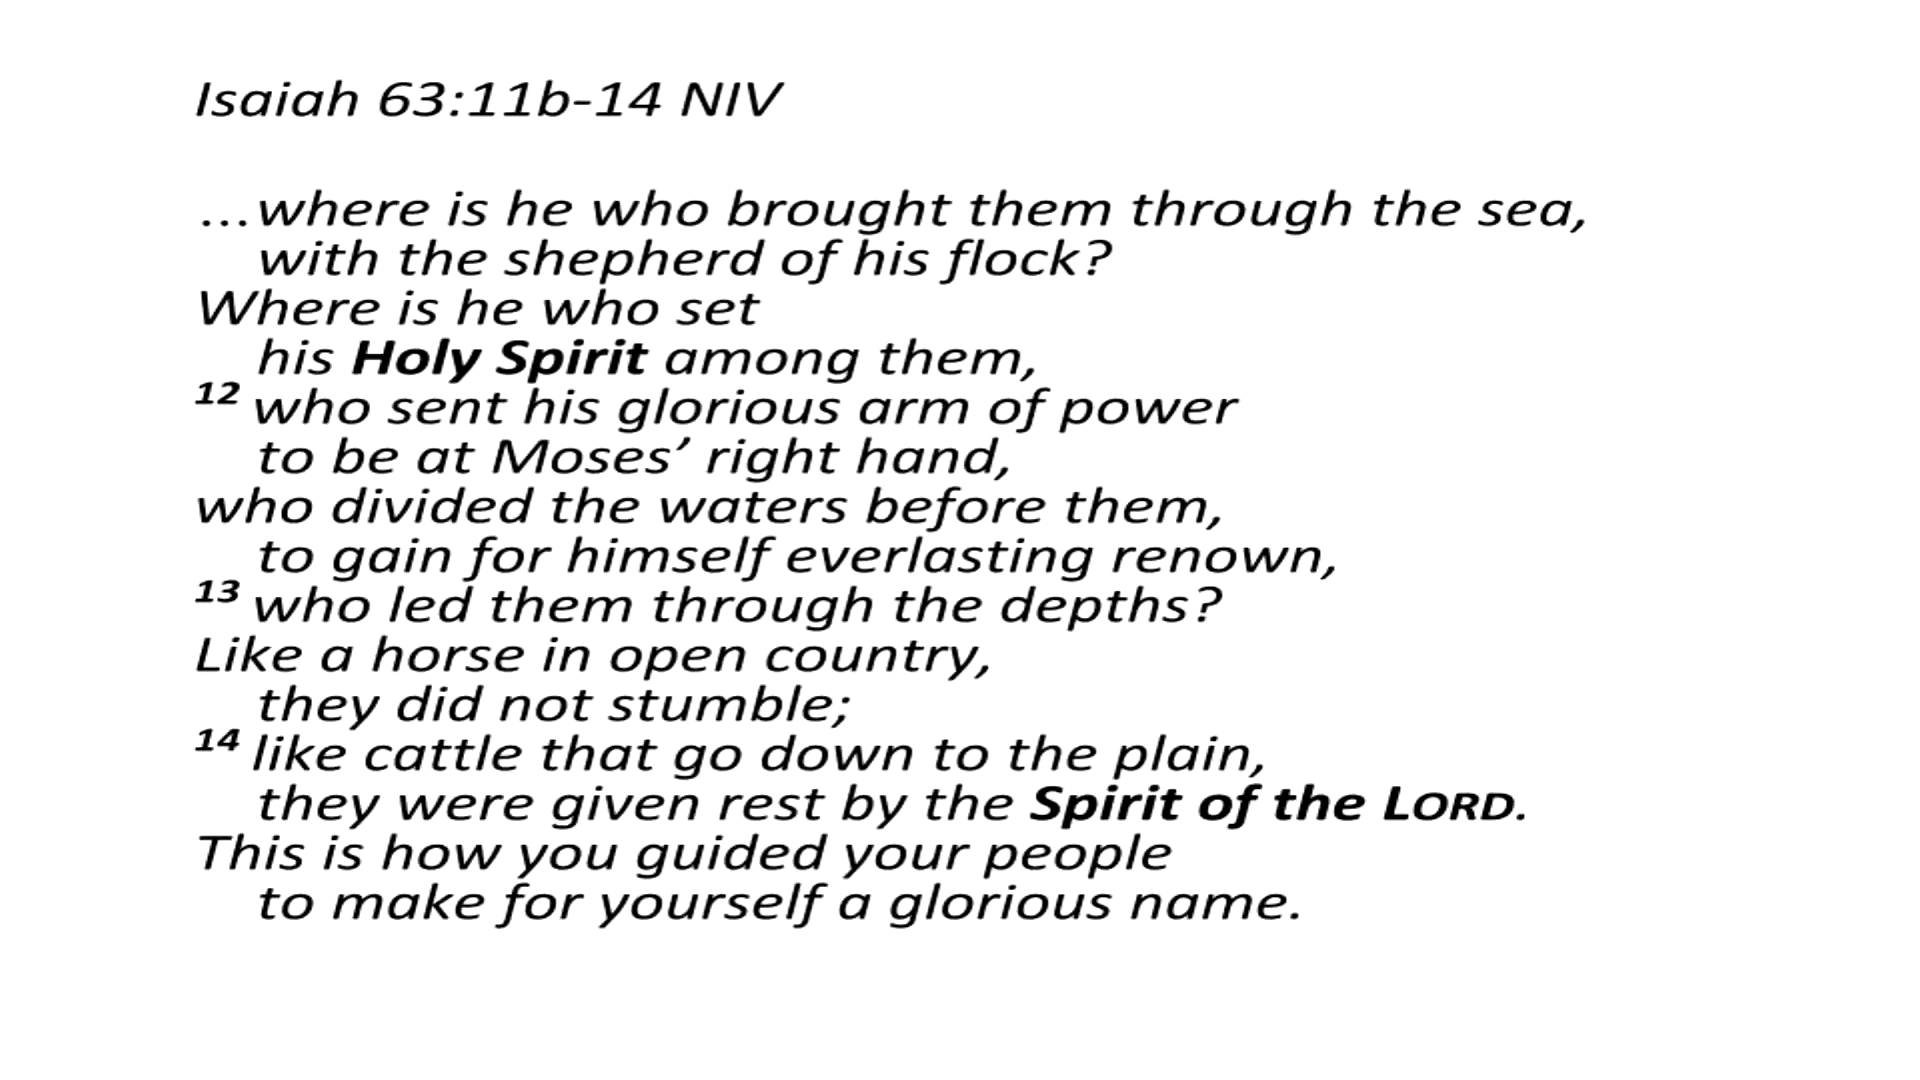 Isaiah 63:11b-14 NIV
…where is he who brought them through the sea,
with the shepherd of his flock?
Where is he who set
his Holy Spirit among them,
12 who sent his glorious arm of power
to be at Moses’ right hand,
who divided the waters before them,
to gain for himself everlasting renown,
13 who led them through the depths?
Like a horse in open country,
they did not stumble;
14 like cattle that go down to the plain,
they were given rest by the Spirit of the LORD.
This is how you guided your people
to make for yourself a glorious name.